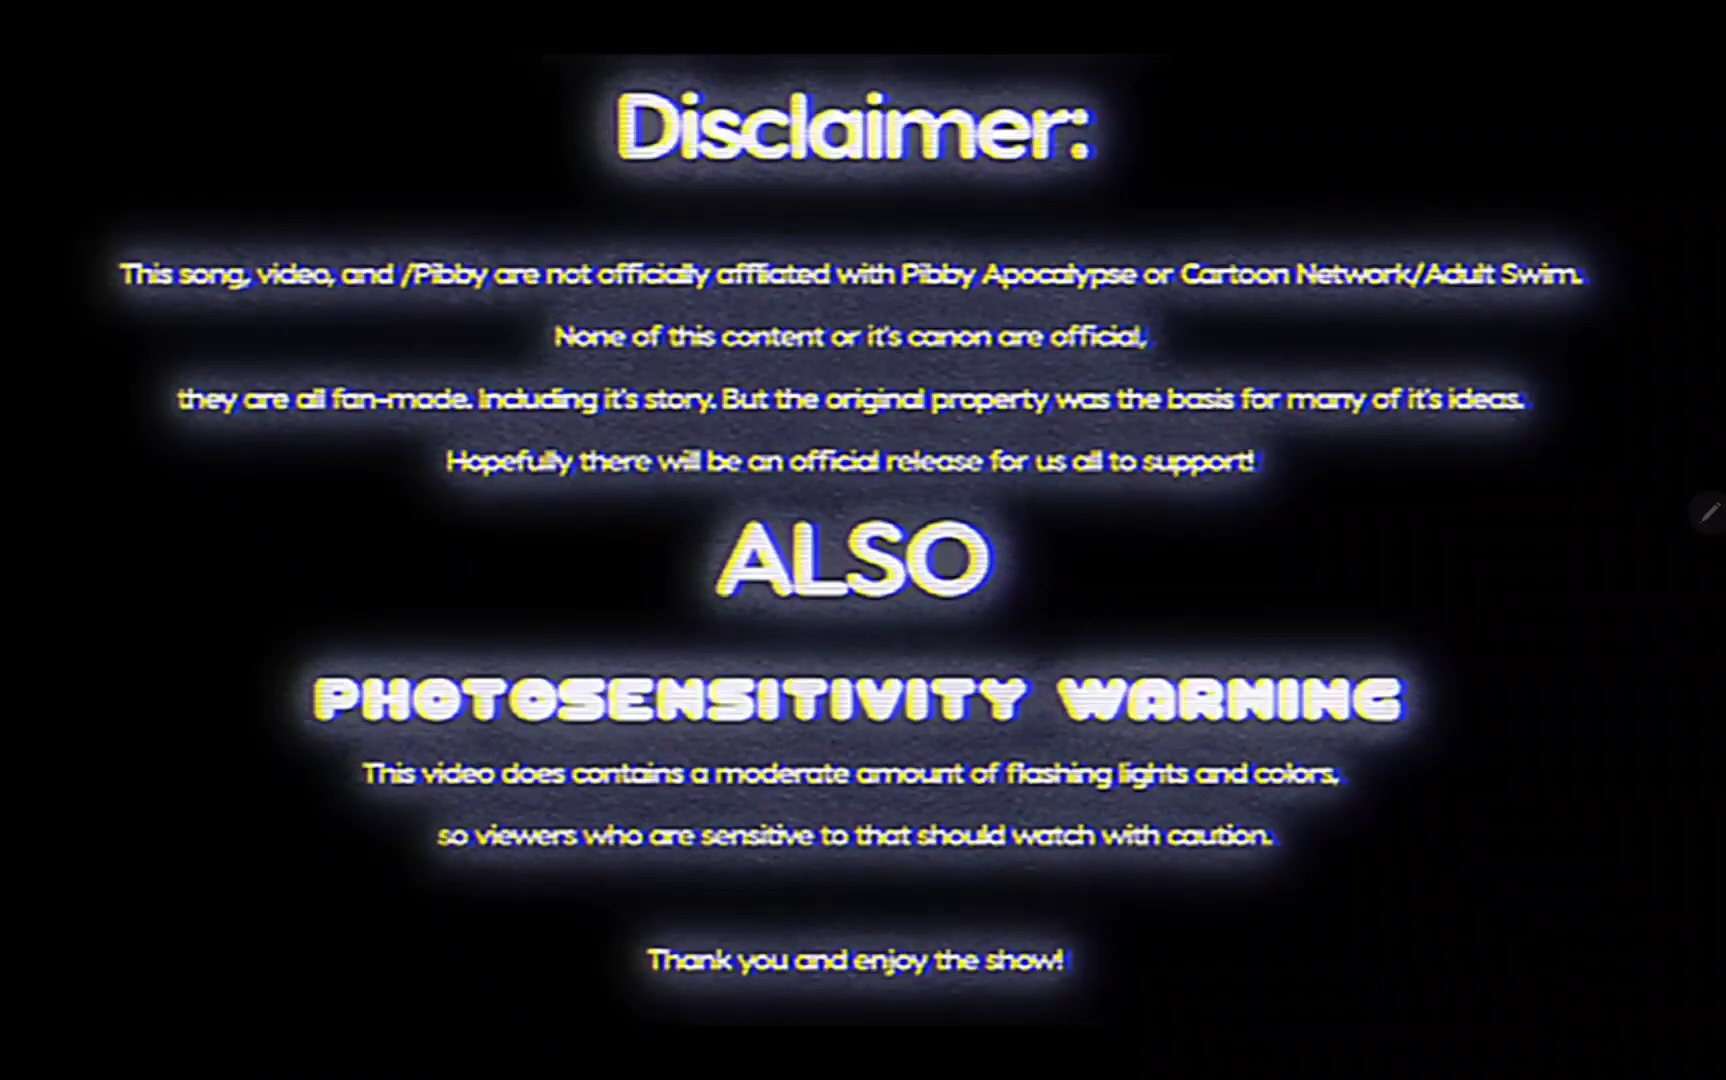 Disclaimer:
This song, video, and /Pibby are not officially affliated with Pibby Apocalypse or Cartoon Network/Adult Swim.
None of this content or it's canon are official,
they are all fan-made. Including it's story. But the original property was the basis for many of it's ideas.
Hopefully there will be an official release for us all to support!
ALSO
PHOTOSENSITIVITY WARNING
This video does contains a moderate amount of flashing lights and colors,
so viewers who are sensitive to that should watch with caution.
Thank you and enjoy the show!